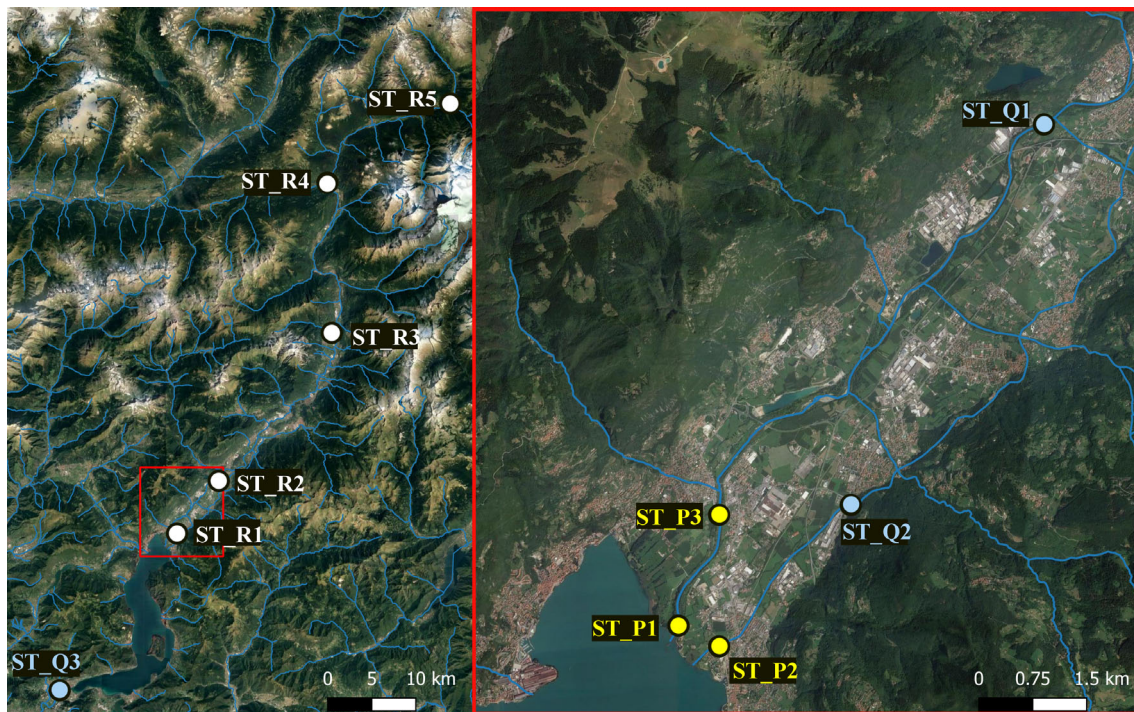 ST_R5
ST_R4
ST_R3
ST_R2
ST_R1
ST_Q3
0 5 10 km
ST_Q1
ST_Q2
ST_P3
ST_P1
ST_P2
0 0.75 1.5 km